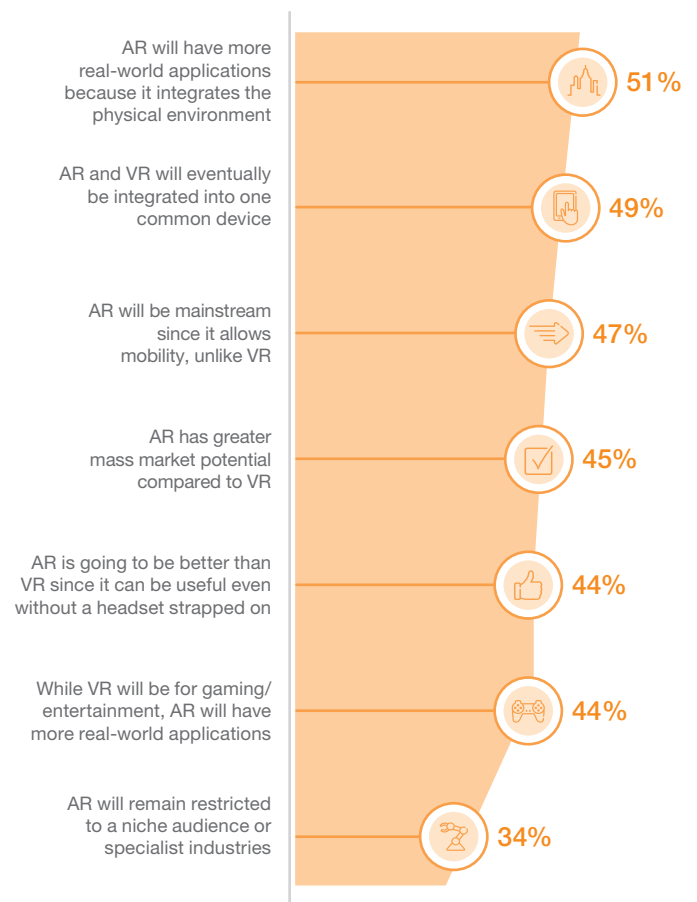 AR will have more
real-world applications
because it integrates the
physical environment
51%
AR and VR will eventually
be integrated into one
common device
49%
AR will be mainstream
since it allows
mobility, unlike VR
47%
AR has greater
mass market potential
compared to VR
45%
AR is going to be better than
VR since it can be useful even
without a headset strapped on
44%
While VR will be for gaming/
entertainment, AR will have
more real-world applications
44%
AR will remain restricted
to a niche audience or
specialist industries
34%